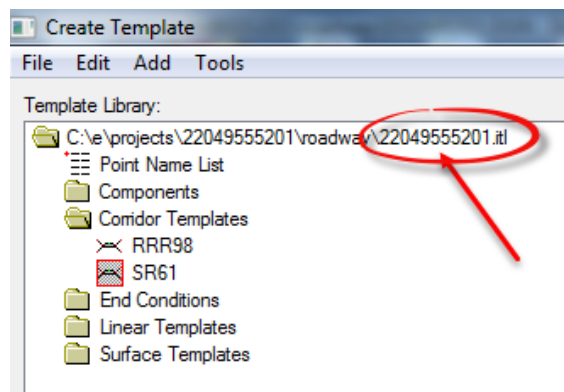 Create Template
File Edit Add Tools
Template Library:
C:\e\projects\22049555201\roadway\22049555201.itl
Point Name List
Components
Corridor Templates
RRR98
SR61
End Conditions
Linear Templates
Surface Templates